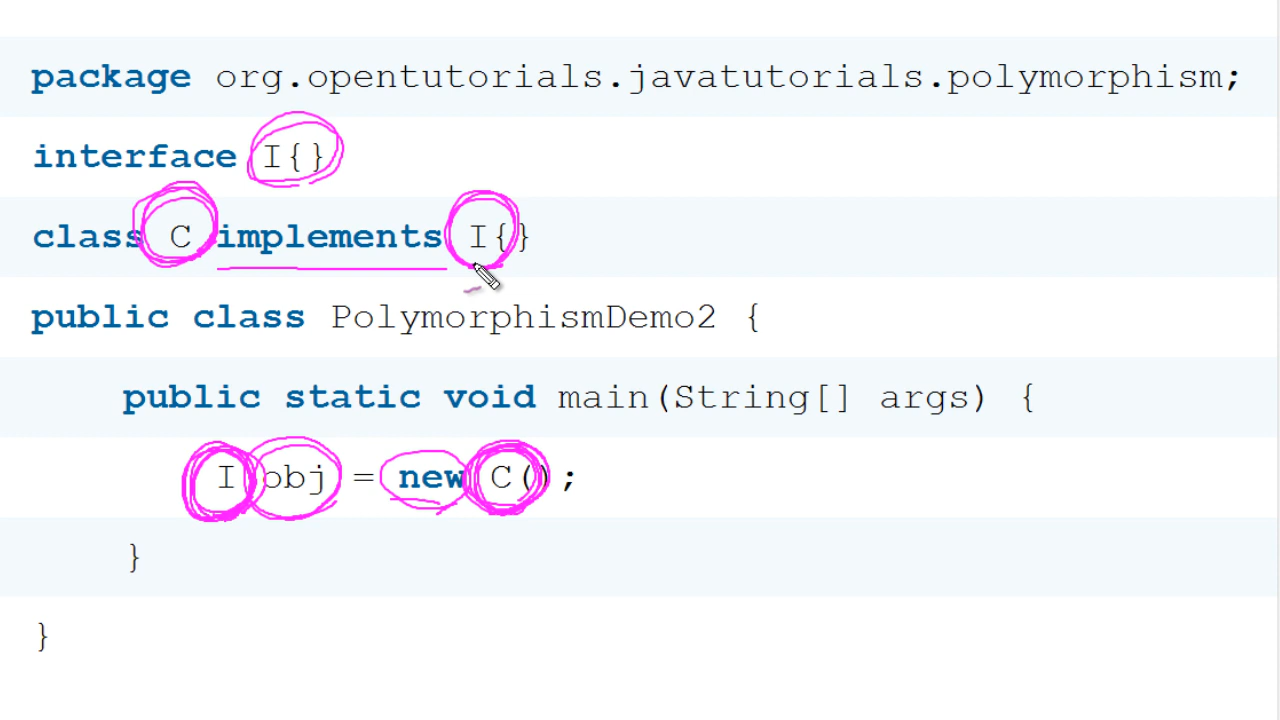 package org.opentutorials.javatutorials.polymorphism;
interface I{}
class C implements I{}
public class PolymorphismDemo2 {
public static void main(String[] args) {
I obj = new C();
}
}